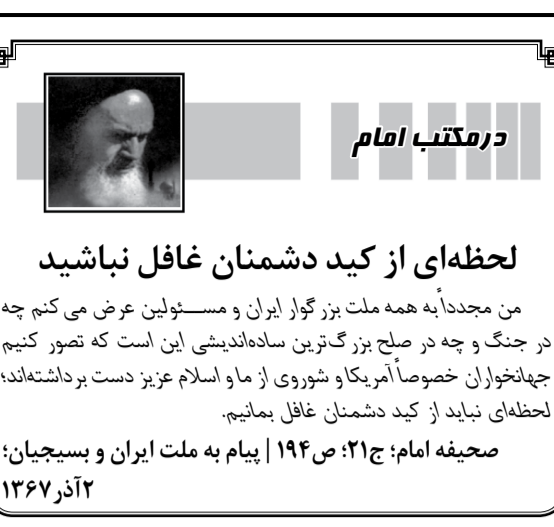 درمکتب امام
لحظه‌ای از کید دشمنان غافل نباشید
من مجدداً به همه ملت بزرگوار ایران و مسئولین عرض می‌کنم چه
در جنگ و چه در صلح بزرگ‌ترین ساده‌اندیشی این است که تصور کنیم
جهانخواران خصوصاً آمریکا و شوروی از ما و اسلام عزیز دست برداشته‌اند؛
لحظه‌ای نباید از کید دشمنان غافل بمانیم.
صحیفه امام؛ ج۲۱؛ ص۱۹۴ | پیام به ملت ایران و بسیجیان؛
۲آذر۱۳۶۷